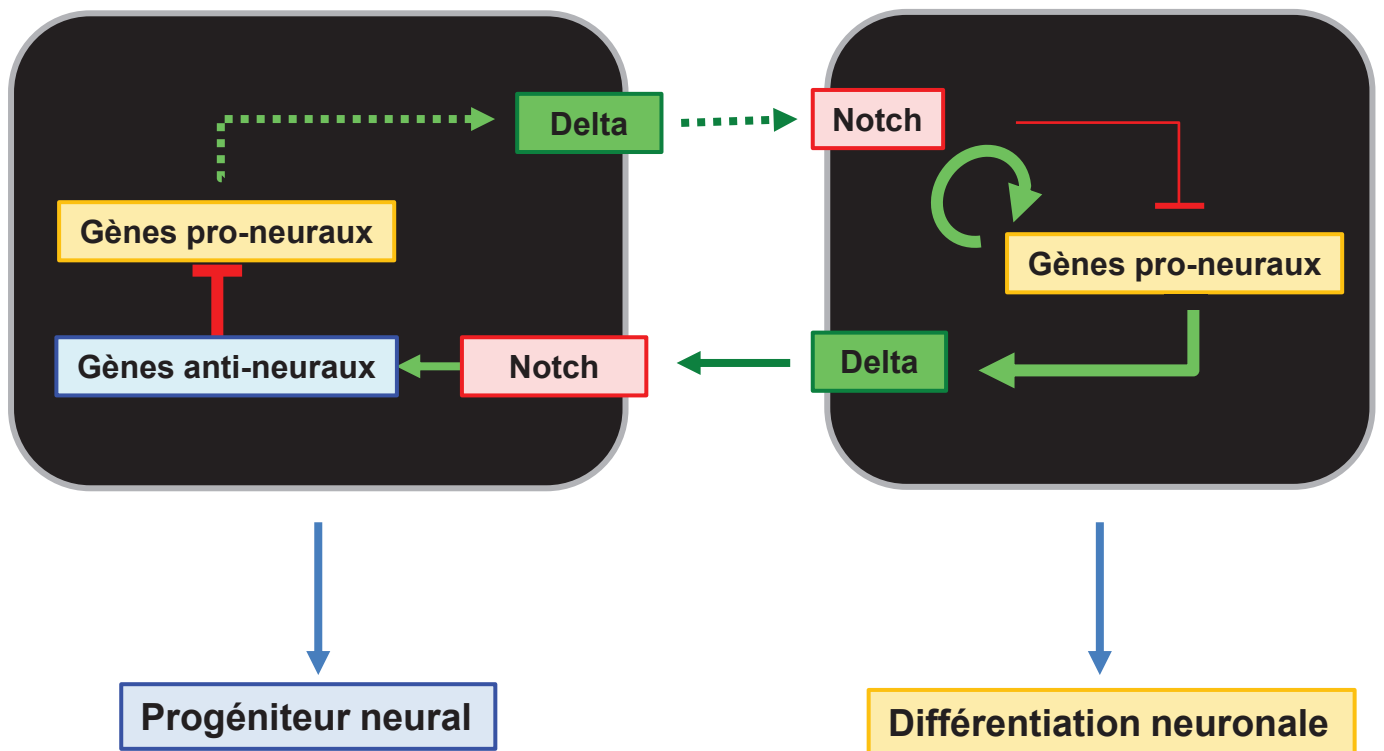 Delta
Notch
Gènes pro-neuraux
Gènes pro-neuraux
Gènes anti-neuraux
Notch
Delta
Progéniteur neural
Différentiation neuronale